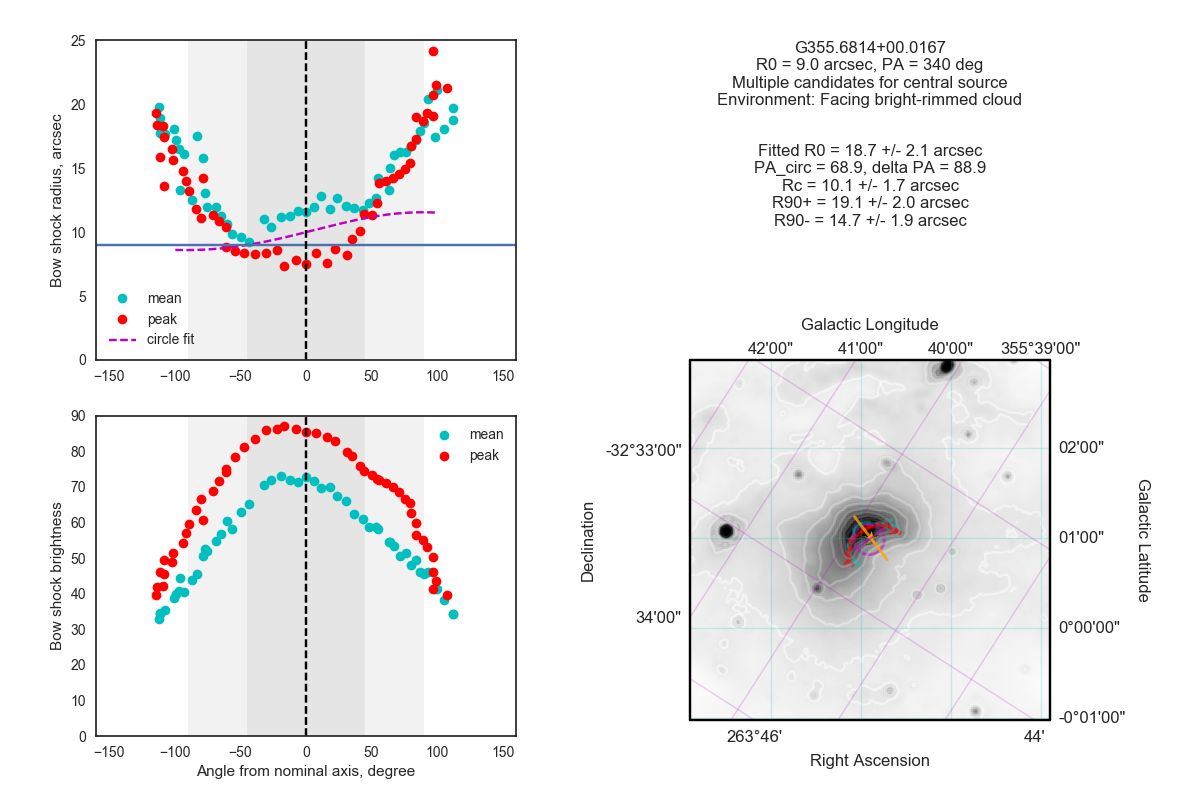 25
20
15
10
5
0
Bow shock radius, arcsec
mean
peak
circle fit
−150
−100
−50
0
50
100
150
90
80
70
60
50
40
30
20
10
0
Bow shock brightness
mean
peak
−150
−100
−50
0
50
100
150
Angle from nominal axis, degree
G355.6814+00.0167
R0 = 9.0 arcsec, PA = 340 deg
Multiple candidates for central source
Environment: Facing bright-rimmed cloud
Fitted R0 = 18.7 +/- 2.1 arcsec
PA_circ = 68.9, delta PA = 88.9
Rc = 10.1 +/- 1.7 arcsec
R90+ = 19.1 +/- 2.0 arcsec
R90- = 14.7 +/- 1.9 arcsec
Galactic Longitude
42'00"
41'00"
40'00"
355°39'00"
-32°33'00"
34'00"
Declination
02'00"
01'00"
0°00'00"
-0°01'00"
Galactic Latitude
263°46'
44'
Right Ascension